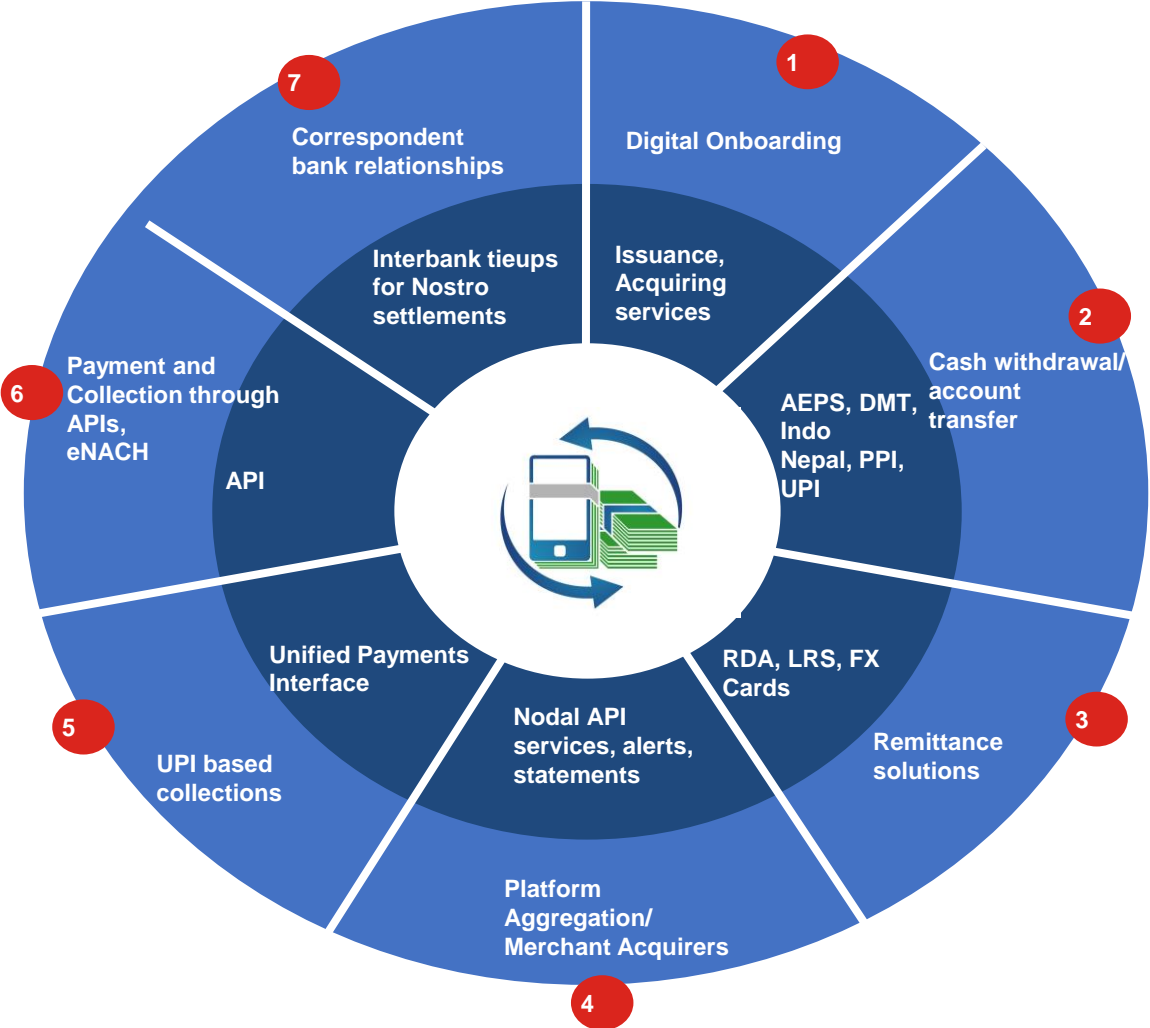 1
Digital Onboarding
Issuance,
Acquiring
services
2
Cash withdrawal/
account
transfer
AEPS, DMT,
Indo
Nepal, PPI,
UPI
3
Remittance
solutions
RDA, LRS, FX
Cards
4
Platform
Aggregation/
Merchant Acquirers
Nodal API
services, alerts,
statements
5
UPI based
collections
Unified Payments
Interface
6
Payment and
Collection through
APIs,
eNACH
API
7
Correspondent
bank relationships
Interbank tieups
for Nostro
settlements